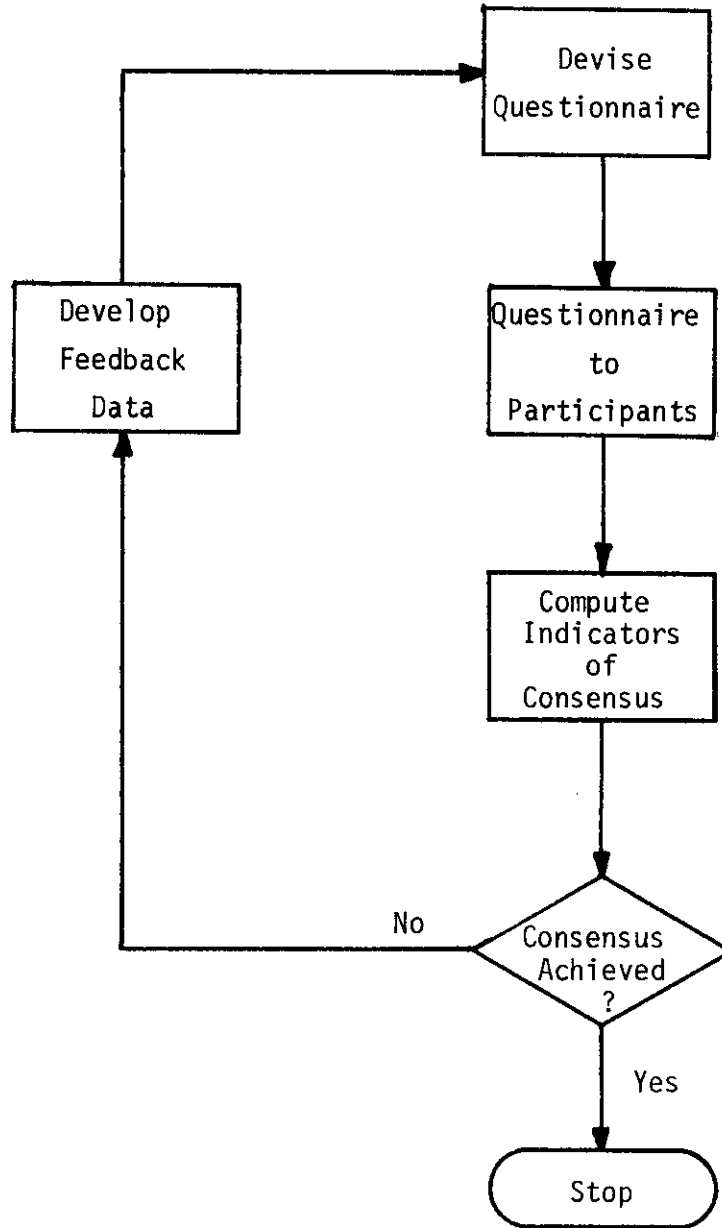 Devise
Questionnaire
Develop
Feedback
Data
Questionnaire
to
Participants
Compute
Indicators
of
Consensus
No
Consensus
Achieved
?
Yes
Stop